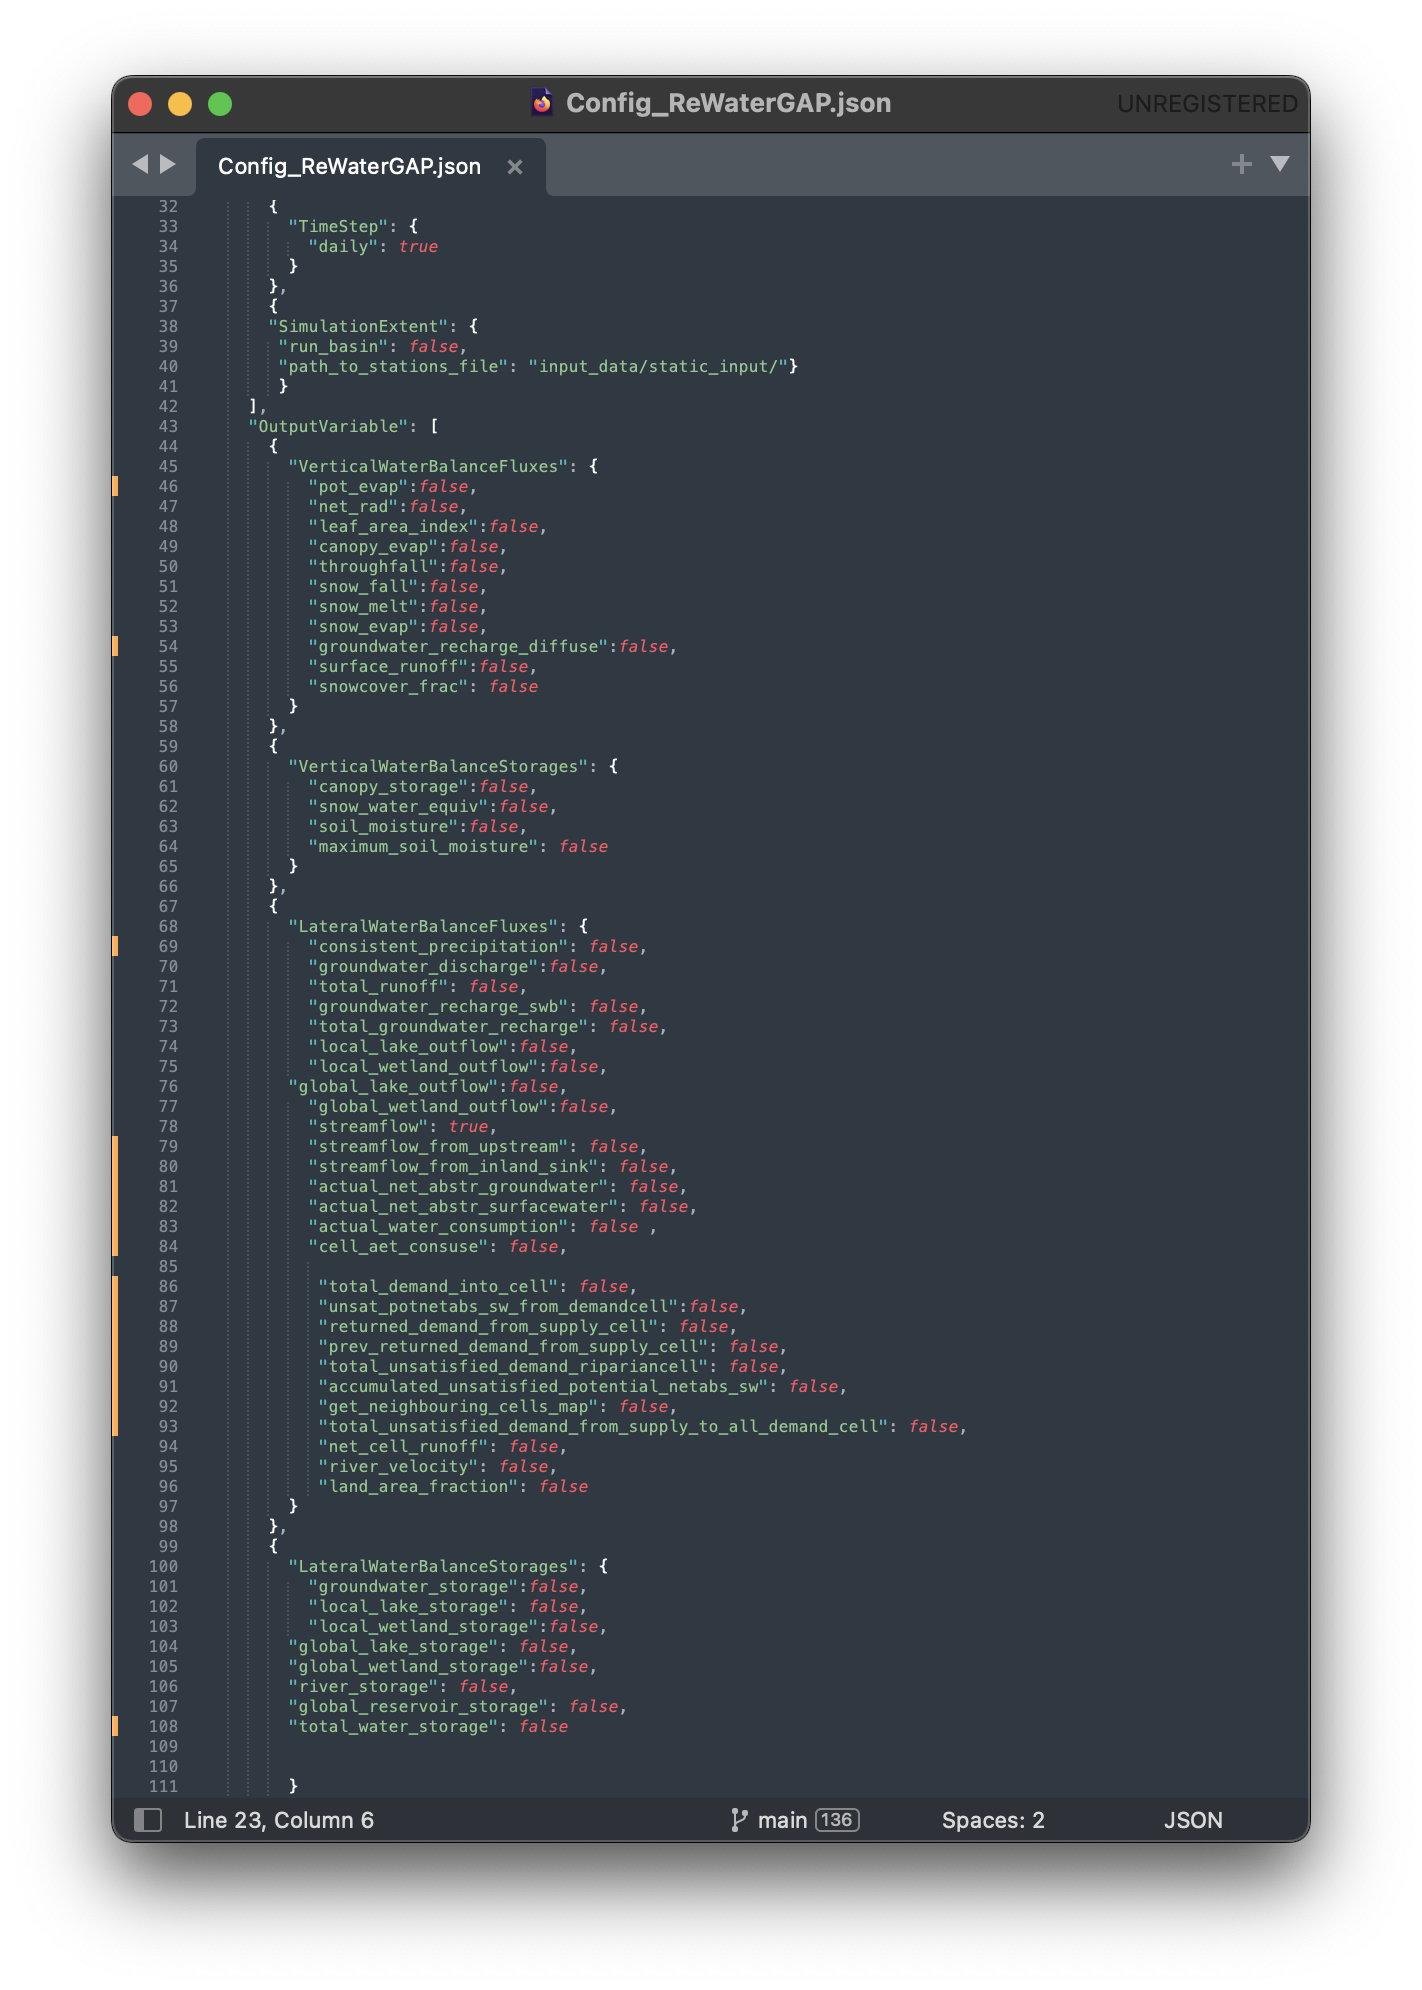 Config_ReWaterGAP.json
UNREGISTERED
Config_ReWaterGAP.json ×
32 {
33 "TimeStep": {
34 "daily": true
35 }
36 },
37 {
38 "SimulationExtent": {
39 "run_basin": false,
40 "path_to_stations_file": "input_data/static_input/"}
41 }
42 ],
43 "OutputVariable": [
44 {
45 "VerticalWaterBalanceFluxes": {
46 "pot_evap":false,
47 "net_rad":false,
48 "leaf_area_index":false,
49 "canopy_evap":false,
50 "throughfall":false,
51 "snow_fall":false,
52 "snow_melt":false,
53 "snow_evap":false,
54 "groundwater_recharge_diffuse":false,
55 "surface_runoff":false,
56 "snowcover_frac": false
57 }
58 },
59 {
60 "VerticalWaterBalanceStorages": {
61 "canopy_storage":false,
62 "snow_water_equiv":false,
63 "soil_moisture":false,
64 "maximum_soil_moisture": false
65 }
66 },
67 {
68 "LateralWaterBalanceFluxes": {
69 "consistent_precipitation": false,
70 "groundwater_discharge":false,
71 "total_runoff": false,
72 "groundwater_recharge_swb": false,
73 "total_groundwater_recharge": false,
74 "local_lake_outflow":false,
75 "local_wetland_outflow":false,
76 "global_lake_outflow":false,
77 "global_wetland_outflow":false,
78 "streamflow": true,
79 "streamflow_from_upstream": false,
80 "streamflow_from_inland_sink": false,
81 "actual_net_abstr_groundwater": false,
82 "actual_net_abstr_surfacewater": false,
83 "actual_water_consumption": false ,
84 "cell_aet_consuse": false,
85
86 "total_demand_into_cell": false,
87 "unsat_potnetabs_sw_from_demandcell":false,
88 "returned_demand_from_supply_cell": false,
89 "prev_returned_demand_from_supply_cell": false,
90 "total_unsatisfied_demand_ripariancell": false,
91 "accumulated_unsatisfied_potential_netabs_sw": false,
92 "get_neighbouring_cells_map": false,
93 "total_unsatisfied_demand_from_supply_to_all_demand_cell": false,
94 "net_cell_runoff": false,
95 "river_velocity": false,
96 "land_area_fraction": false
97 }
98 },
99 {
100 "LateralWaterBalanceStorages": {
101 "groundwater_storage":false,
102 "local_lake_storage": false,
103 "local_wetland_storage":false,
104 "global_lake_storage": false,
105 "global_wetland_storage":false,
106 "river_storage": false,
107 "global_reservoir_storage": false,
108 "total_water_storage": false
109
110
111 }
Line 23, Column 6 main 136 Spaces: 2 JSON